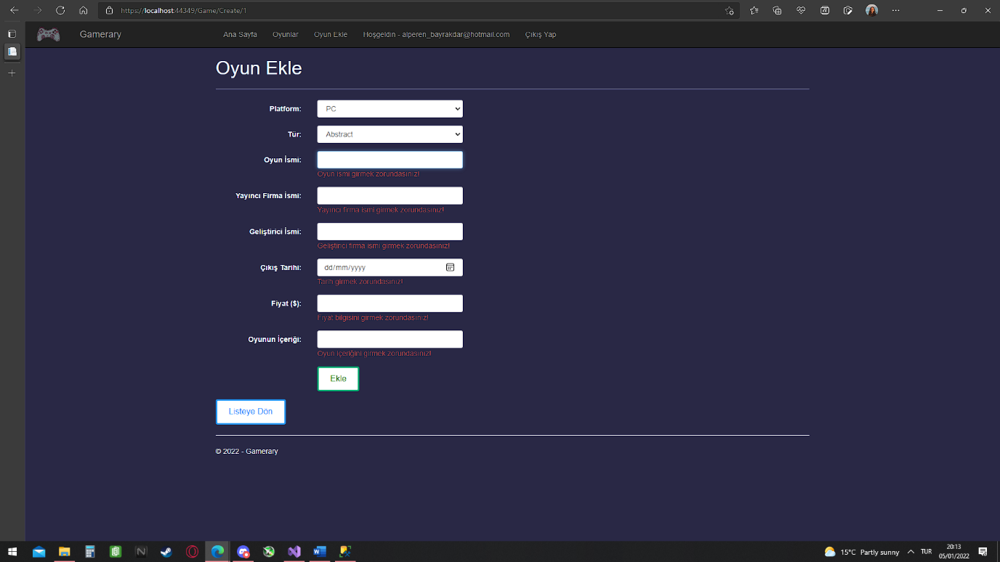 https://localhost:44349/Game/Create/1
Gamerary Ana Sayfa Oyunlar Oyun Ekle Hoşgeldin - alperen_bayrakdar@hotmail.com Çıkış Yap
Oyun Ekle
Platform: PC
Tür: Abstract
Oyun İsmi:
Oyun ismi girmek zorundasınız!
Yayıncı Firma İsmi:
Yayıncı firma ismi girmek zorundasınız!
Geliştirici İsmi:
Geliştirici firma ismi girmek zorundasınız!
Çıkış Tarihi: dd/mm/yyyy
Tarih girmek zorundasınız!
Fiyat ($):
Fiyat bilgisini girmek zorundasınız!
Oyunun İçeriği:
Oyun içeriğini girmek zorundasınız!
Ekle
Listeye Dön
© 2022 - Gamerary
15°C Partly sunny TUR 20:13
05/01/2022